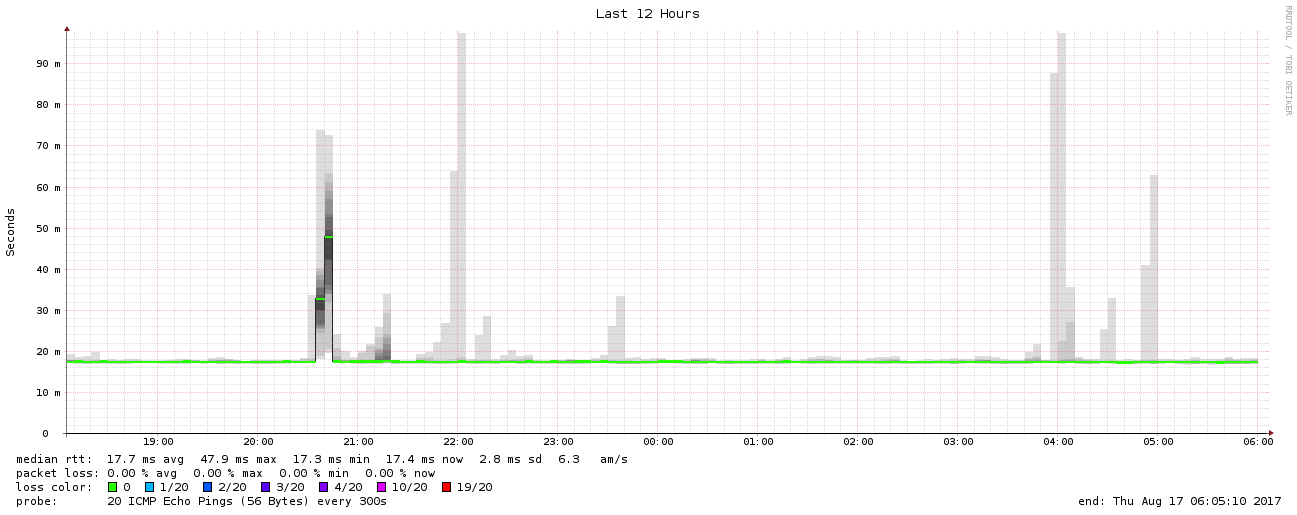 Last 12 Hours
RRDTOOL / TOBI OETIKER
Seconds
90 m
80 m
70 m
60 m
50 m
40 m
30 m
20 m
10 m
0
19:00 20:00 21:00 22:00 23:00 00:00 01:00 02:00 03:00 04:00 05:00 06:00
median rtt: 17.7 ms avg 47.9 ms max 17.3 ms min 17.4 ms now 2.8 ms sd 6.3 am/s
packet loss: 0.00 % avg 0.00 % max 0.00 % min 0.00 % now
loss color: 0 1/20 2/20 3/20 4/20 10/20 19/20
probe: 20 ICMP Echo Pings (56 Bytes) every 300s end: Thu Aug 17 06:05:10 2017